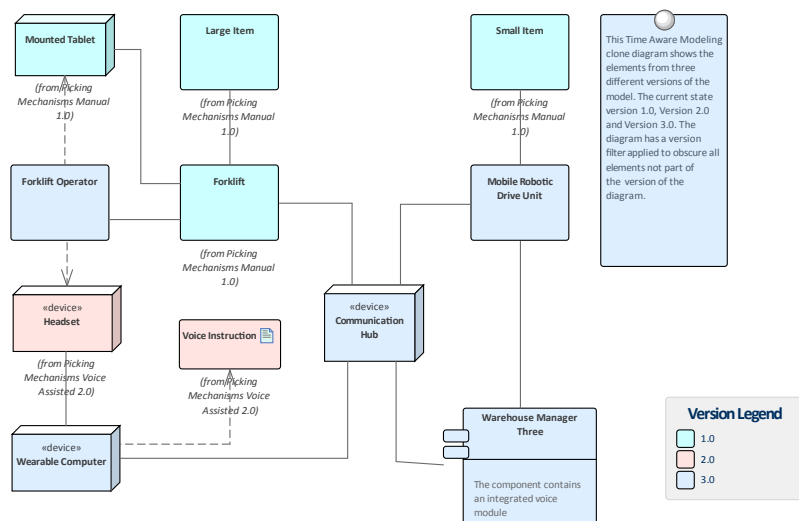 Mounted Tablet
(from Picking
Mechanisms Manual
1.0)
Large Item
(from Picking
Mechanisms Manual
1.0)
Small Item
(from Picking
Mechanisms Manual
1.0)
This Time Aware Modeling
clone diagram shows the
elements from three
different versions of the
model. The current state
version 1.0, Version 2.0
and Version 3.0. The
diagram has a version
filter applied to obscure all
elements not part of
the version of the
diagram.
Forklift Operator
Forklift
(from Picking
Mechanisms Manual
1.0)
Mobile Robotic
Drive Unit
«device»
Headset
(from Picking
Mechanisms Voice
Assisted 2.0)
Voice Instruction
(from Picking
Mechanisms Voice
Assisted 2.0)
«device»
Communication
Hub
«device»
Wearable Computer
Warehouse Manager
Three
The component contains
an integrated voice
module
Version Legend
1.0
2.0
3.0